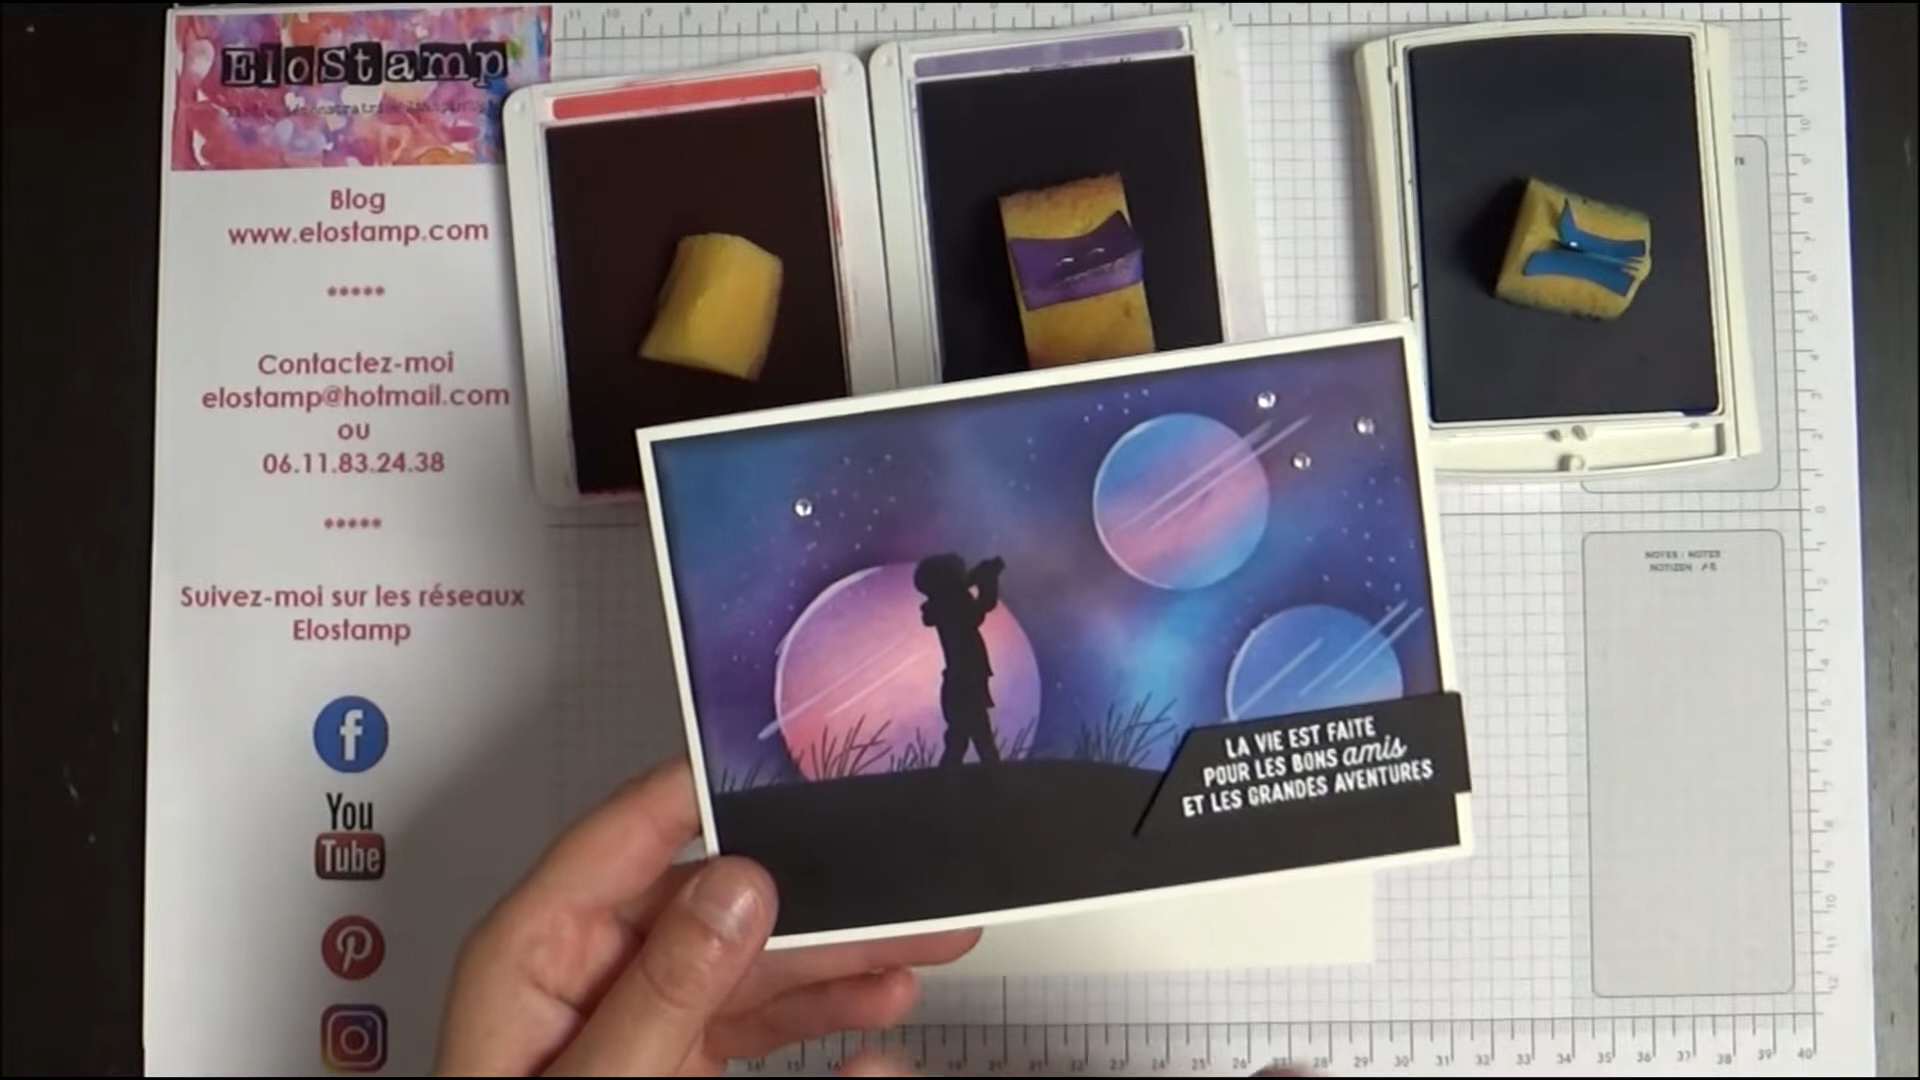 EloStamp
Blog
www.elostamp.com
*****
Contactez-moi
elostamp@hotmail.com
ou
06.11.83.24.38
*****
Suivez-moi sur les réseaux
Elostamp
f
You
Tube
LA VIE EST FAITE
POUR LES BONS amis
ET LES GRANDES AVENTURES
NOTES / NOTES
NOTIZEN